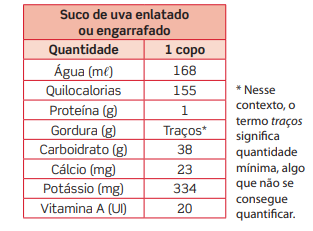 Suco de uva enlatado
ou engarrafado
Quantidade 1 copo
Água (mℓ) 168
Quilocalorias 155
Proteína (g) 1
Gordura (g) Traços*
Carboidrato (g) 38
Cálcio (mg) 23
Potássio (mg) 334
Vitamina A (UI) 20
* Nesse
contexto, o
termo traços
significa
quantidade
mínima, algo
que não se
consegue
quantificar.